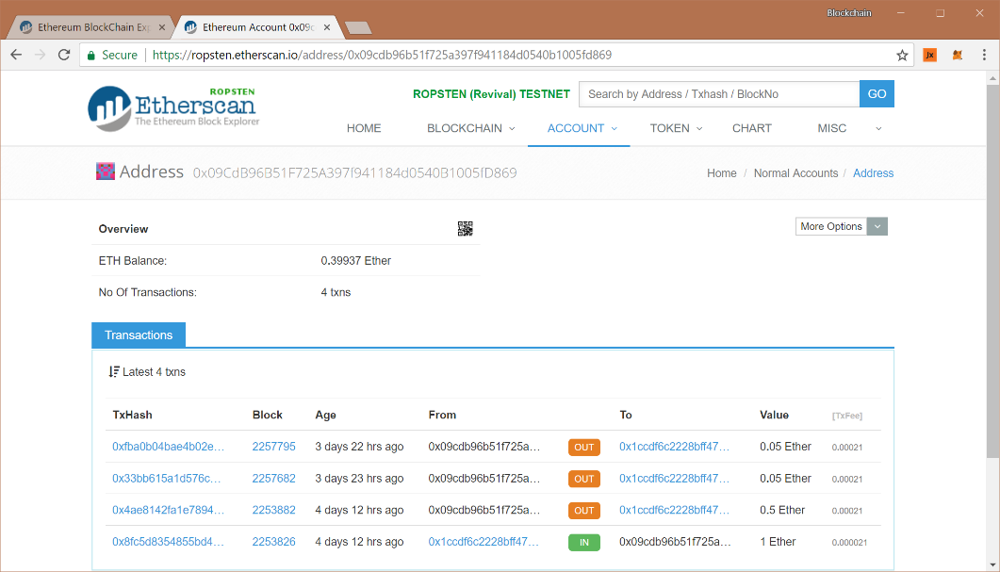 Blockchain
Ethereum BlockChain Exp
Ethereum Account 0x09c
Secure https://ropsten.etherscan.io/address/0x09cdb96b51f725a397f941184d0540b1005fd869
ROPSTEN
Etherscan
The Ethereum Block Explorer
ROPSTEN (Revival) TESTNET Search by Address / Txhash / BlockNo GO
HOME BLOCKCHAIN ACCOUNT TOKEN CHART MISC
Address 0x09CdB96B51F725A397f941184d0540B1005fD869 Home / Normal Accounts / Address
Overview
More Options
ETH Balance: 0.39937 Ether
No Of Transactions: 4 txns
Transactions
Latest 4 txns
TxHash Block Age From To Value [TxFee]
0xfba0b04bae4b02e... 2257795 3 days 22 hrs ago 0x09cdb96b51f725a... OUT 0x1ccdf6c2228bff47... 0.05 Ether 0.00021
0x33bb615a1d576c... 2257682 3 days 23 hrs ago 0x09cdb96b51f725a... OUT 0x1ccdf6c2228bff47... 0.05 Ether 0.00021
0x4ae8142fa1e7894... 2253882 4 days 12 hrs ago 0x09cdb96b51f725a... OUT 0x1ccdf6c2228bff47... 0.5 Ether 0.00021
0x8fc5d8354855bd4... 2253826 4 days 12 hrs ago 0x1ccdf6c2228bff47... IN 0x09cdb96b51f725a... 1 Ether 0.000021